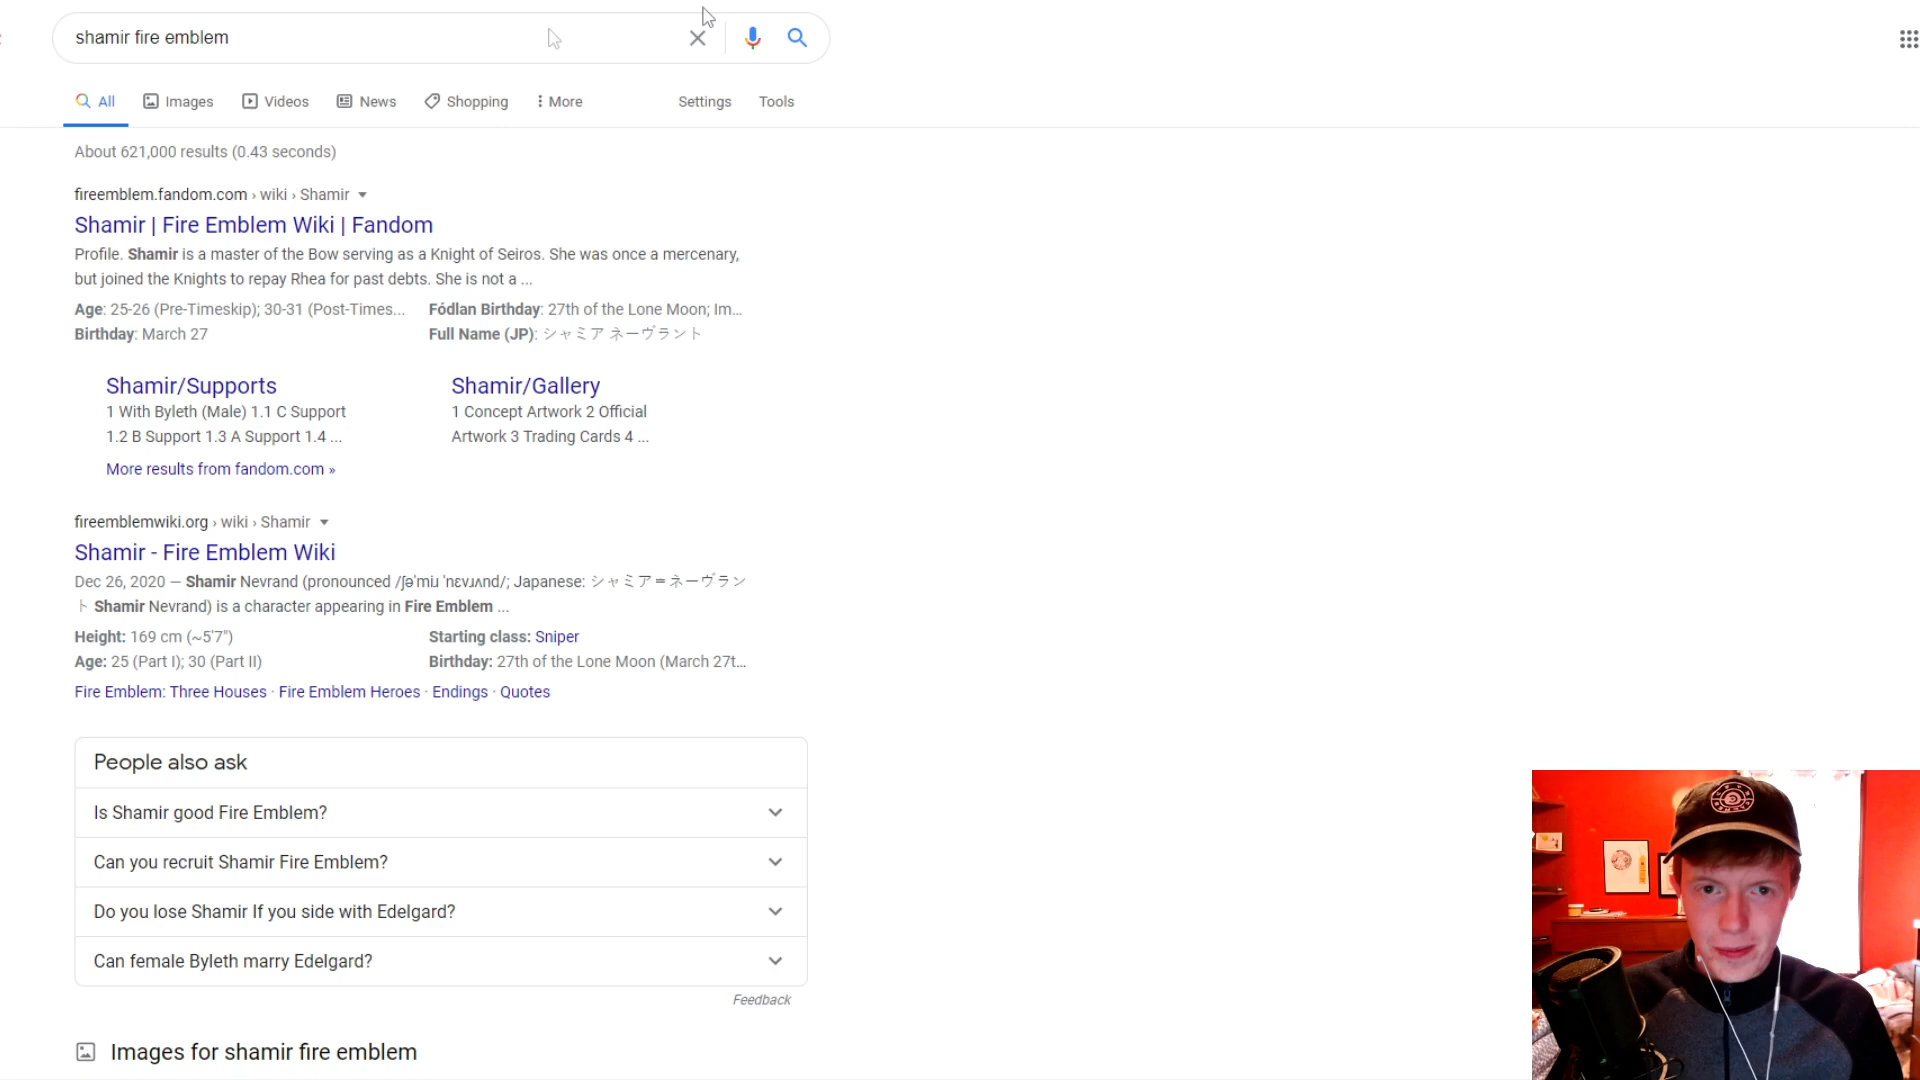 shamir fire emblem
All Images Videos News Shopping More Settings Tools
About 621,000 results (0.43 seconds)
fireemblem.fandom.com › wiki › Shamir
Shamir | Fire Emblem Wiki | Fandom
Profile. Shamir is a master of the Bow serving as a Knight of Seiros. She was once a mercenary,
but joined the Knights to repay Rhea for past debts. She is not a ...
Age: 25-26 (Pre-Timeskip); 30-31 (Post-Times... Fódlan Birthday: 27th of the Lone Moon; Im...
Birthday: March 27 Full Name (JP): シャミア ネーヴラント
Shamir/Supports Shamir/Gallery
1 With Byleth (Male) 1.1 C Support 1 Concept Artwork 2 Official
1.2 B Support 1.3 A Support 1.4 ... Artwork 3 Trading Cards 4 ...
More results from fandom.com »
fireemblemwiki.org › wiki › Shamir
Shamir - Fire Emblem Wiki
Dec 26, 2020 — Shamir Nevrand (pronounced /ʃəˈmiɹ ˈnɛvɹʌnd/; Japanese: シャミア＝ネーヴラン
ト Shamir Nevrand) is a character appearing in Fire Emblem ...
Height: 169 cm (~5'7") Starting class: Sniper
Age: 25 (Part I); 30 (Part II) Birthday: 27th of the Lone Moon (March 27t...
Fire Emblem: Three Houses · Fire Emblem Heroes · Endings · Quotes
People also ask
Is Shamir good Fire Emblem?
Can you recruit Shamir Fire Emblem?
Do you lose Shamir If you side with Edelgard?
Can female Byleth marry Edelgard?
Feedback
Images for shamir fire emblem